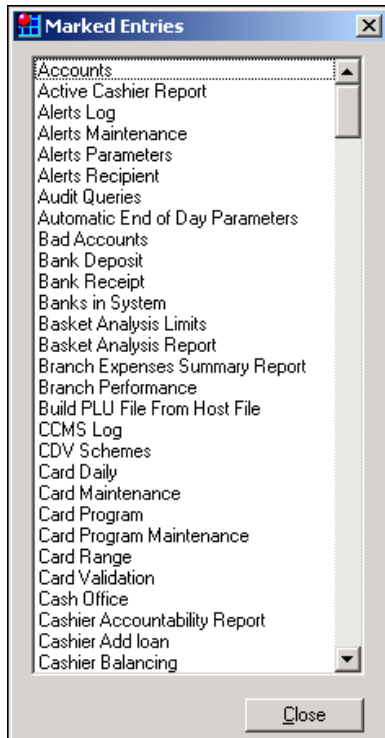 Marked Entries
Accounts
Active Cashier Report
Alerts Log
Alerts Maintenance
Alerts Parameters
Alerts Recipient
Audit Queries
Automatic End of Day Parameters
Bad Accounts
Bank Deposit
Bank Receipt
Banks in System
Basket Analysis Limits
Basket Analysis Report
Branch Expenses Summary Report
Branch Performance
Build PLU File From Host File
CCMS Log
CDV Schemes
Card Daily
Card Maintenance
Card Program
Card Program Maintenance
Card Range
Card Validation
Cash Office
Cashier Accountability Report
Cashier Add loan
Cashier Balancing
Close